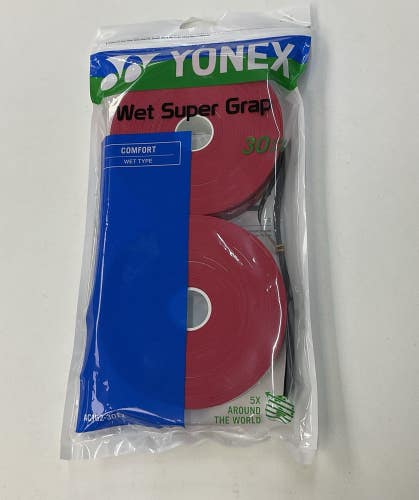 YONEX
Wet Super Grap
30
COMFORT
WET TYPE
5X
AROUND
THE WORLD